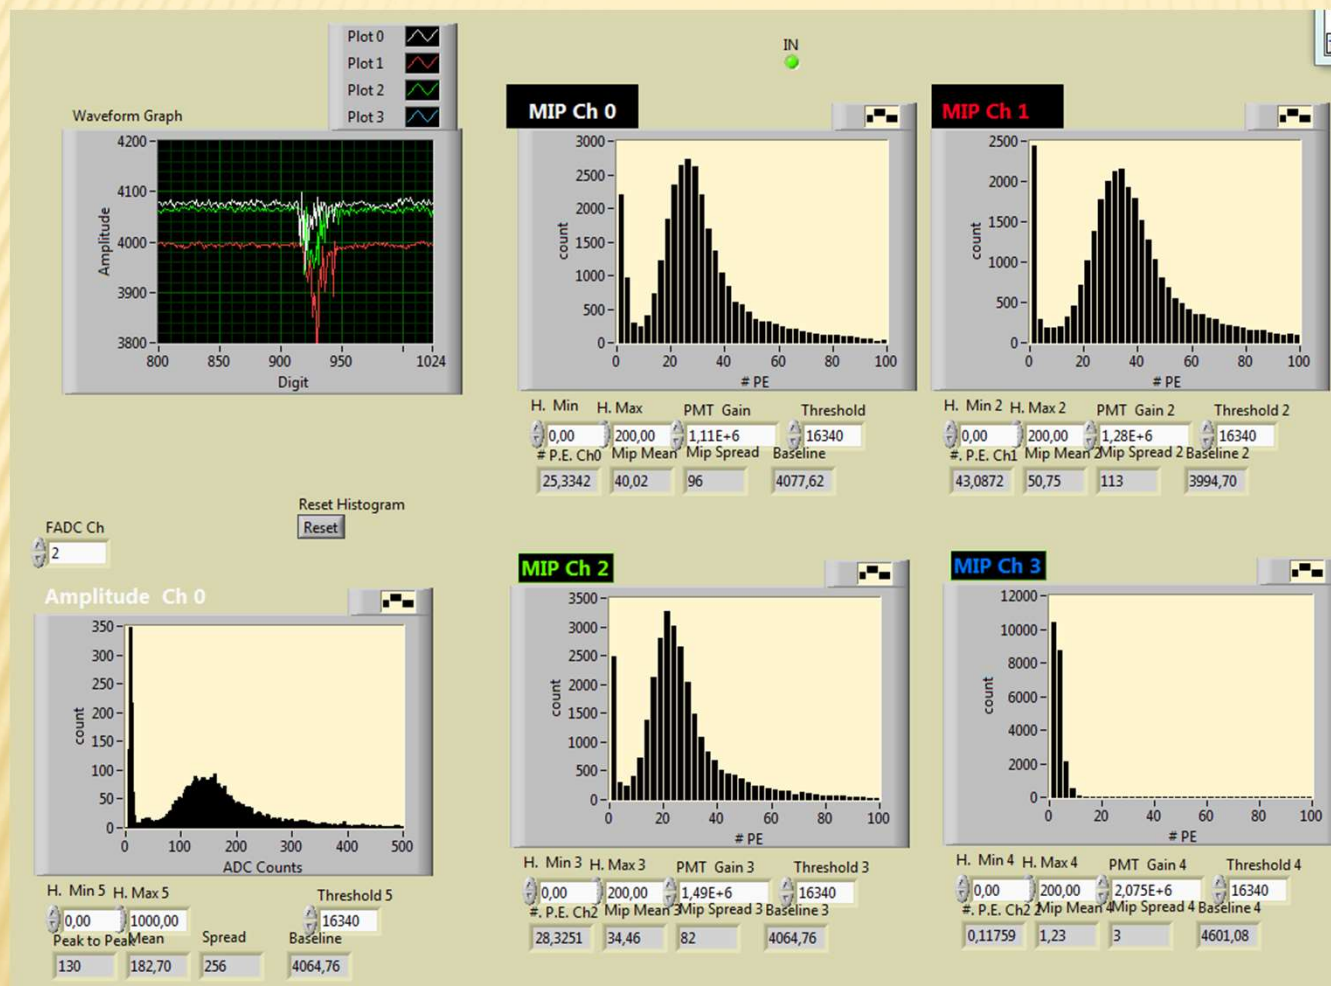 Plot 0
Plot 1
Plot 2
Plot 3
Waveform Graph
4200
4100
4000
3900
3800
Amplitude
800 850 900 950 1024
Digit
IN
MIP Ch 0
3000
2500
2000
1500
1000
500
0
count
0 20 40 60 80 100
# PE
H. Min H. Max PMT Gain Threshold
0,00 200,00 1,11E+6 16340
# P.E. Ch0 Mip Mean Mip Spread Baseline
25,3342 40,02 96 4077,62
MIP Ch 1
2500
2000
1500
1000
500
0
count
0 20 40 60 80 100
# PE
H. Min 2 H. Max 2 PMT Gain 2 Threshold 2
0,00 200,00 1,28E+6 16340
#. P.E. Ch1 Mip Mean 2 Mip Spread 2 Baseline 2
43,0872 50,75 113 3994,70
Reset Histogram
Reset
FADC Ch
2
Amplitude Ch 0
350
300
250
200
150
100
50
0
count
0 100 200 300 400 500
ADC Counts
H. Min 5 H. Max 5 Threshold 5
0,00 1000,00 16340
Peak to Peak Mean Spread Baseline
130 182,70 256 4064,76
MIP Ch 2
3500
3000
2500
2000
1500
1000
500
0
count
0 20 40 60 80 100
# PE
H. Min 3 H. Max 3 PMT Gain 3 Threshold 3
0,00 200,00 1,49E+6 16340
#. P.E. Ch2 Mip Mean 3 Mip Spread 3 Baseline 3
28,3251 34,46 82 4064,76
MIP Ch 3
12000
10000
8000
6000
4000
2000
0
count
0 20 40 60 80 100
# PE
H. Min 4 H. Max 4 PMT Gain 4 Threshold 4
0,00 200,00 2,075E+6 16340
#. P.E. Ch2 2 Mip Mean 4 Mip Spread 4 Baseline 4
0,11759 1,23 3 4601,08